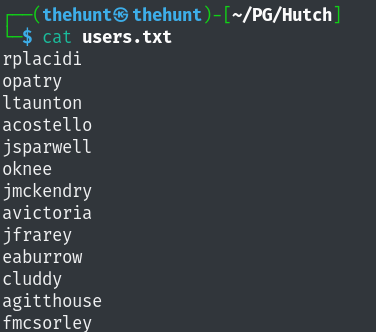 (thehunt㉿thehunt)-[~/PG/Hutch]
$ cat users.txt
rplacidi
opatry
ltaunton
acostello
jsparwell
oknee
jmckendry
avictoria
jfrarey
eaburrow
cluddy
agitthouse
fmcsorley